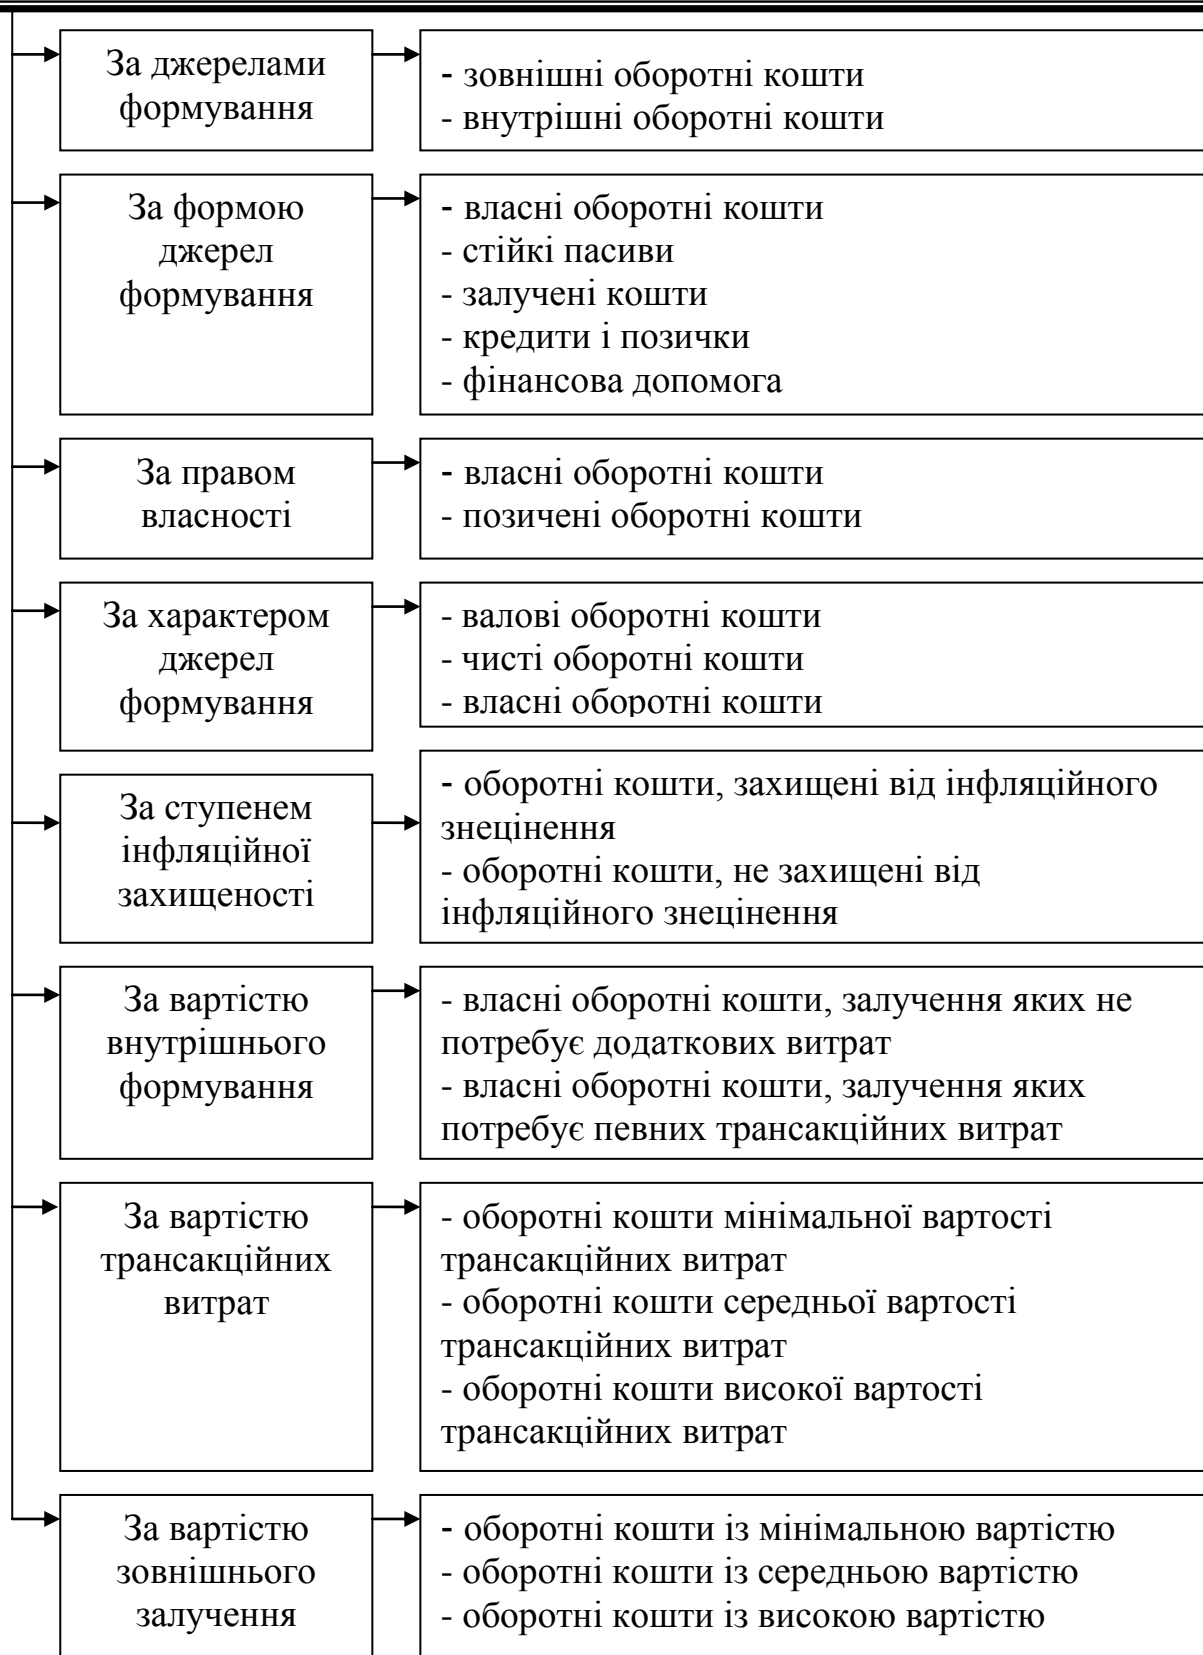 За джерелами
формування
- зовнішні оборотні кошти
- внутрішні оборотні кошти
За формою
джерел
формування
- власні оборотні кошти
- стійкі пасиви
- залучені кошти
- кредити і позички
- фінансова допомога
За правом
власності
- власні оборотні кошти
- позичені оборотні кошти
За характером
джерел
формування
- валові оборотні кошти
- чисті оборотні кошти
- власні оборотні кошти
За ступенем
інфляційної
захищеності
- оборотні кошти, захищені від інфляційного
знецінення
- оборотні кошти, не захищені від
інфляційного знецінення
За вартістю
внутрішнього
формування
- власні оборотні кошти, залучення яких не
потребує додаткових витрат
- власні оборотні кошти, залучення яких
потребує певних трансакційних витрат
За вартістю
трансакційних
витрат
- оборотні кошти мінімальної вартості
трансакційних витрат
- оборотні кошти середньої вартості
трансакційних витрат
- оборотні кошти високої вартості
трансакційних витрат
За вартістю
зовнішнього
залучення
- оборотні кошти із мінімальною вартістю
- оборотні кошти із середньою вартістю
- оборотні кошти із високою вартістю